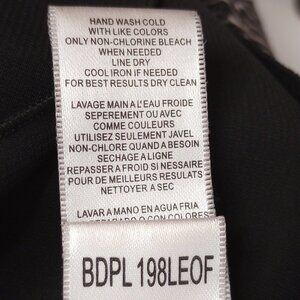 HAND WASH COLD
WITH LIKE COLORS
ONLY NON-CHLORINE BLEACH
WHEN NEEDED
LINE DRY
COOL IRON IF NEEDED
FOR BEST RESULTS DRY CLEAN
LAVAGE MAIN A L'EAU FROIDE
SEPEREMENT OU AVEC
COMME COULEURS
UTILISEZ SEULEMENT JAVEL
NON-CHLORE QUAND A BESOIN
SECHAGE A LIGNE
REPASSER A FROID SI NESSAIRE
POUR DE MEILLEURS RESULTATS
NETTOYER A SEC
LAVAR A MANO EN AGUA FRIA
O CON COLORES
BDPL 198LEOF